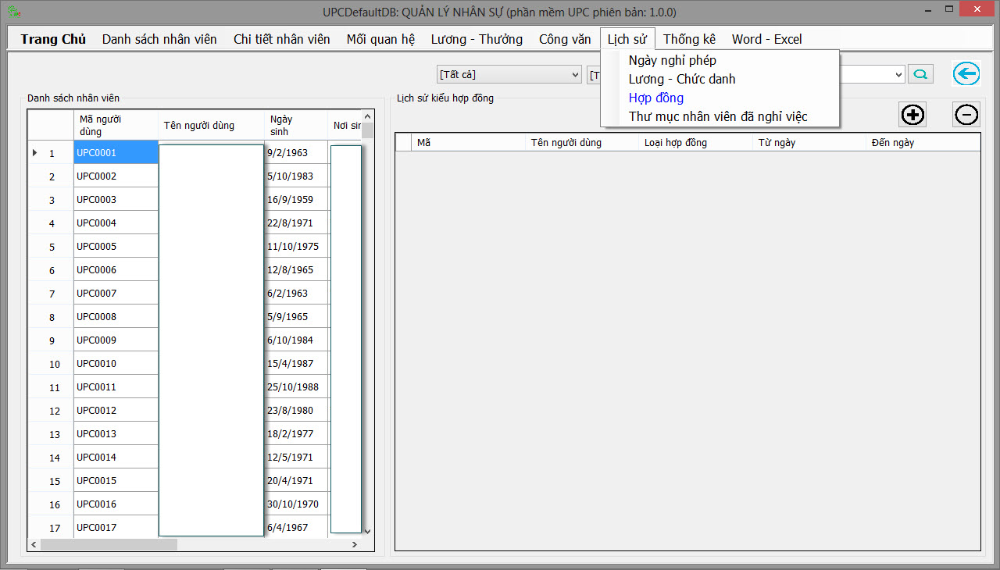 UPCDefaultDB: QUẢN LÝ NHÂN SỰ (phần mềm UPC phiên bản: 1.0.0)
Trang Chủ Danh sách nhân viên Chi tiết nhân viên Mối quan hệ Lương - Thưởng Công văn Lịch sử Thống kê Word - Excel
Ngày nghỉ phép
Lương - Chức danh
Hợp đồng
Thư mục nhân viên đã nghỉ việc
[Tất cả] [T
Danh sách nhân viên
Mã người dùng Tên người dùng Ngày sinh Nơi sin
1 UPC0001 9/2/1963
2 UPC0002 5/10/1983
3 UPC0003 16/9/1959
4 UPC0004 22/8/1971
5 UPC0005 11/10/1975
6 UPC0006 12/8/1965
7 UPC0007 6/2/1963
8 UPC0008 5/9/1965
9 UPC0009 6/10/1984
10 UPC0010 15/4/1987
11 UPC0011 25/10/1988
12 UPC0012 23/8/1980
13 UPC0013 18/2/1977
14 UPC0014 12/5/1971
15 UPC0015 20/4/1971
16 UPC0016 30/10/1970
17 UPC0017 6/4/1967
Lịch sử kiểu hợp đồng
Mã Tên người dùng Loại hợp đồng Từ ngày Đến ngày